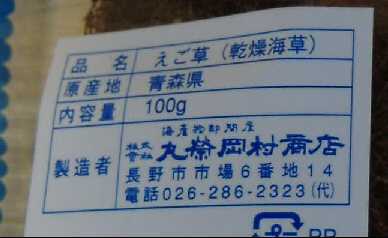 品名 えご草(乾燥海草)
原産地 青森県
内容量 100g
製造者
海産物卸問屋
株式会社 丸榮岡村商店
長野市市場6番地14
電話026-286-2323(代)
PP